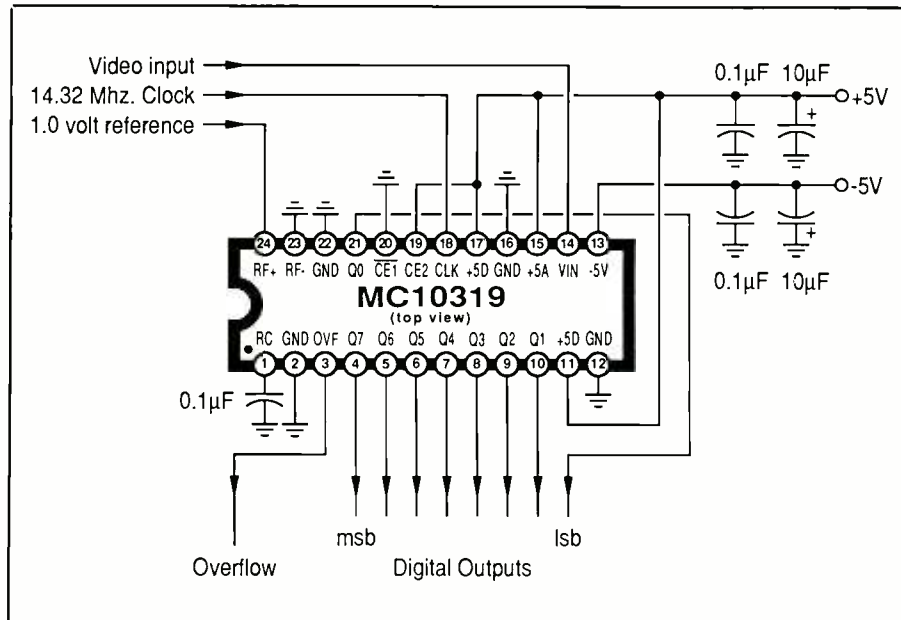 Video input
0.1µF 10µF
14.32 Mhz. Clock
+5V
1.0 volt reference
+
-5V
24 23 22 21 20 19 18 17 16 15 14 13
+
RF+ RF- GND Q0 CE1 CE2 CLK +5D GND +5A VIN -5V
0.1µF 10µF
MC10319
(top view)
RC GND OVF Q7 Q6 Q5 Q4 Q3 Q2 Q1 +5D GND
1 2 3 4 5 6 7 8 9 10 11 12
0.1µF
msb lsb
Overflow Digital Outputs